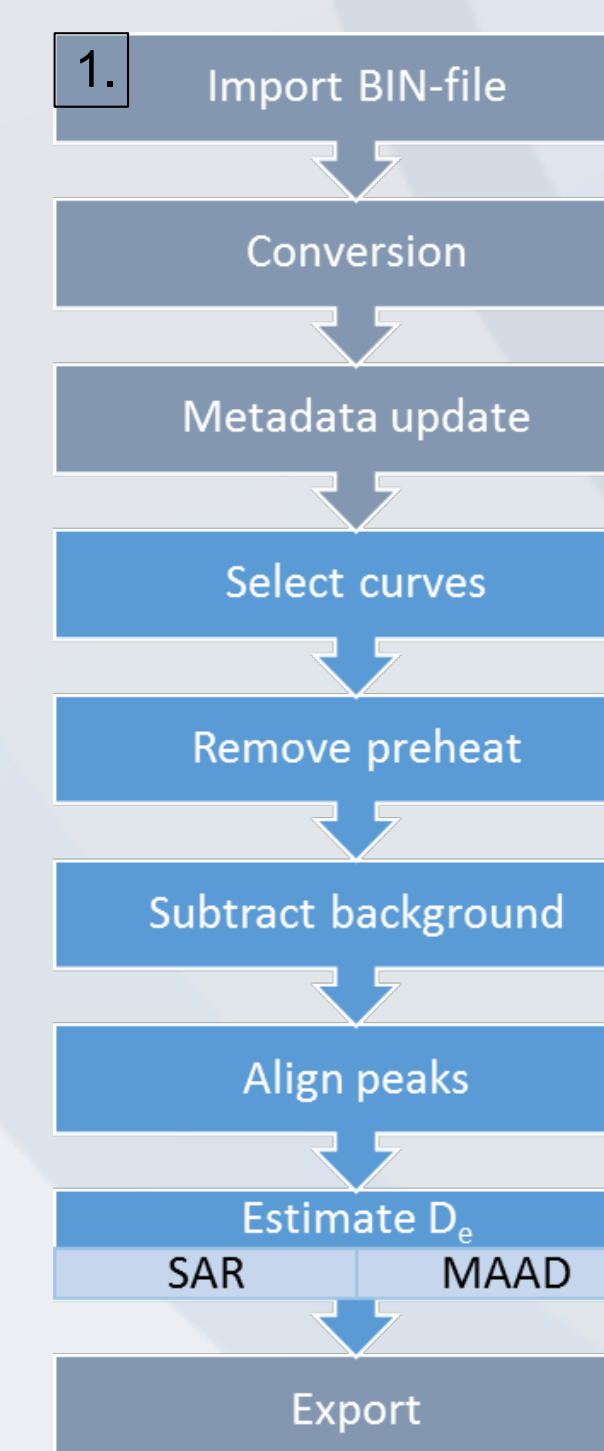 1.
Import BIN-file
Conversion
Metadata update
Select curves
Remove preheat
Subtract background
Align peaks
Estimate Dₑ
SAR MAAD
Export